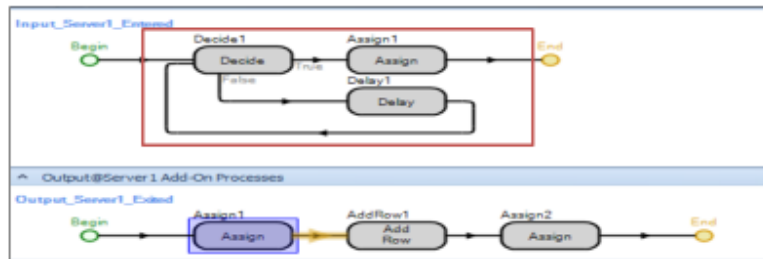 Input_Server1_Entered
Begin
Decide1
Decide
True
False
Assign1
Assign
End
Delay1
Delay
Output@Server1 Add-On Processes
Output_Server1_Exited
Begin
Assign1
Assign
AddRow1
Add
Row
Assign2
Assign
End